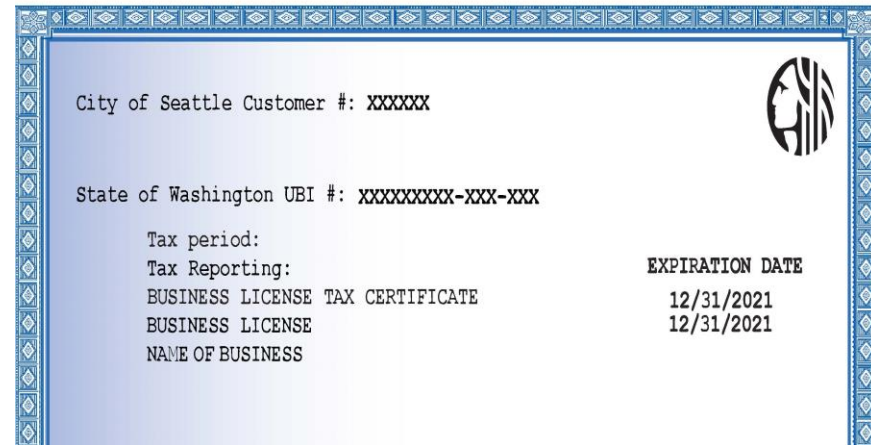 City of Seattle Customer #: XXXXXX
State of Washington UBI #: XXXXXXXXX-XXX-XXX
Tax period:
Tax Reporting:
EXPIRATION DATE
BUSINESS LICENSE TAX CERTIFICATE 12/31/2021
BUSINESS LICENSE 12/31/2021
NAME OF BUSINESS